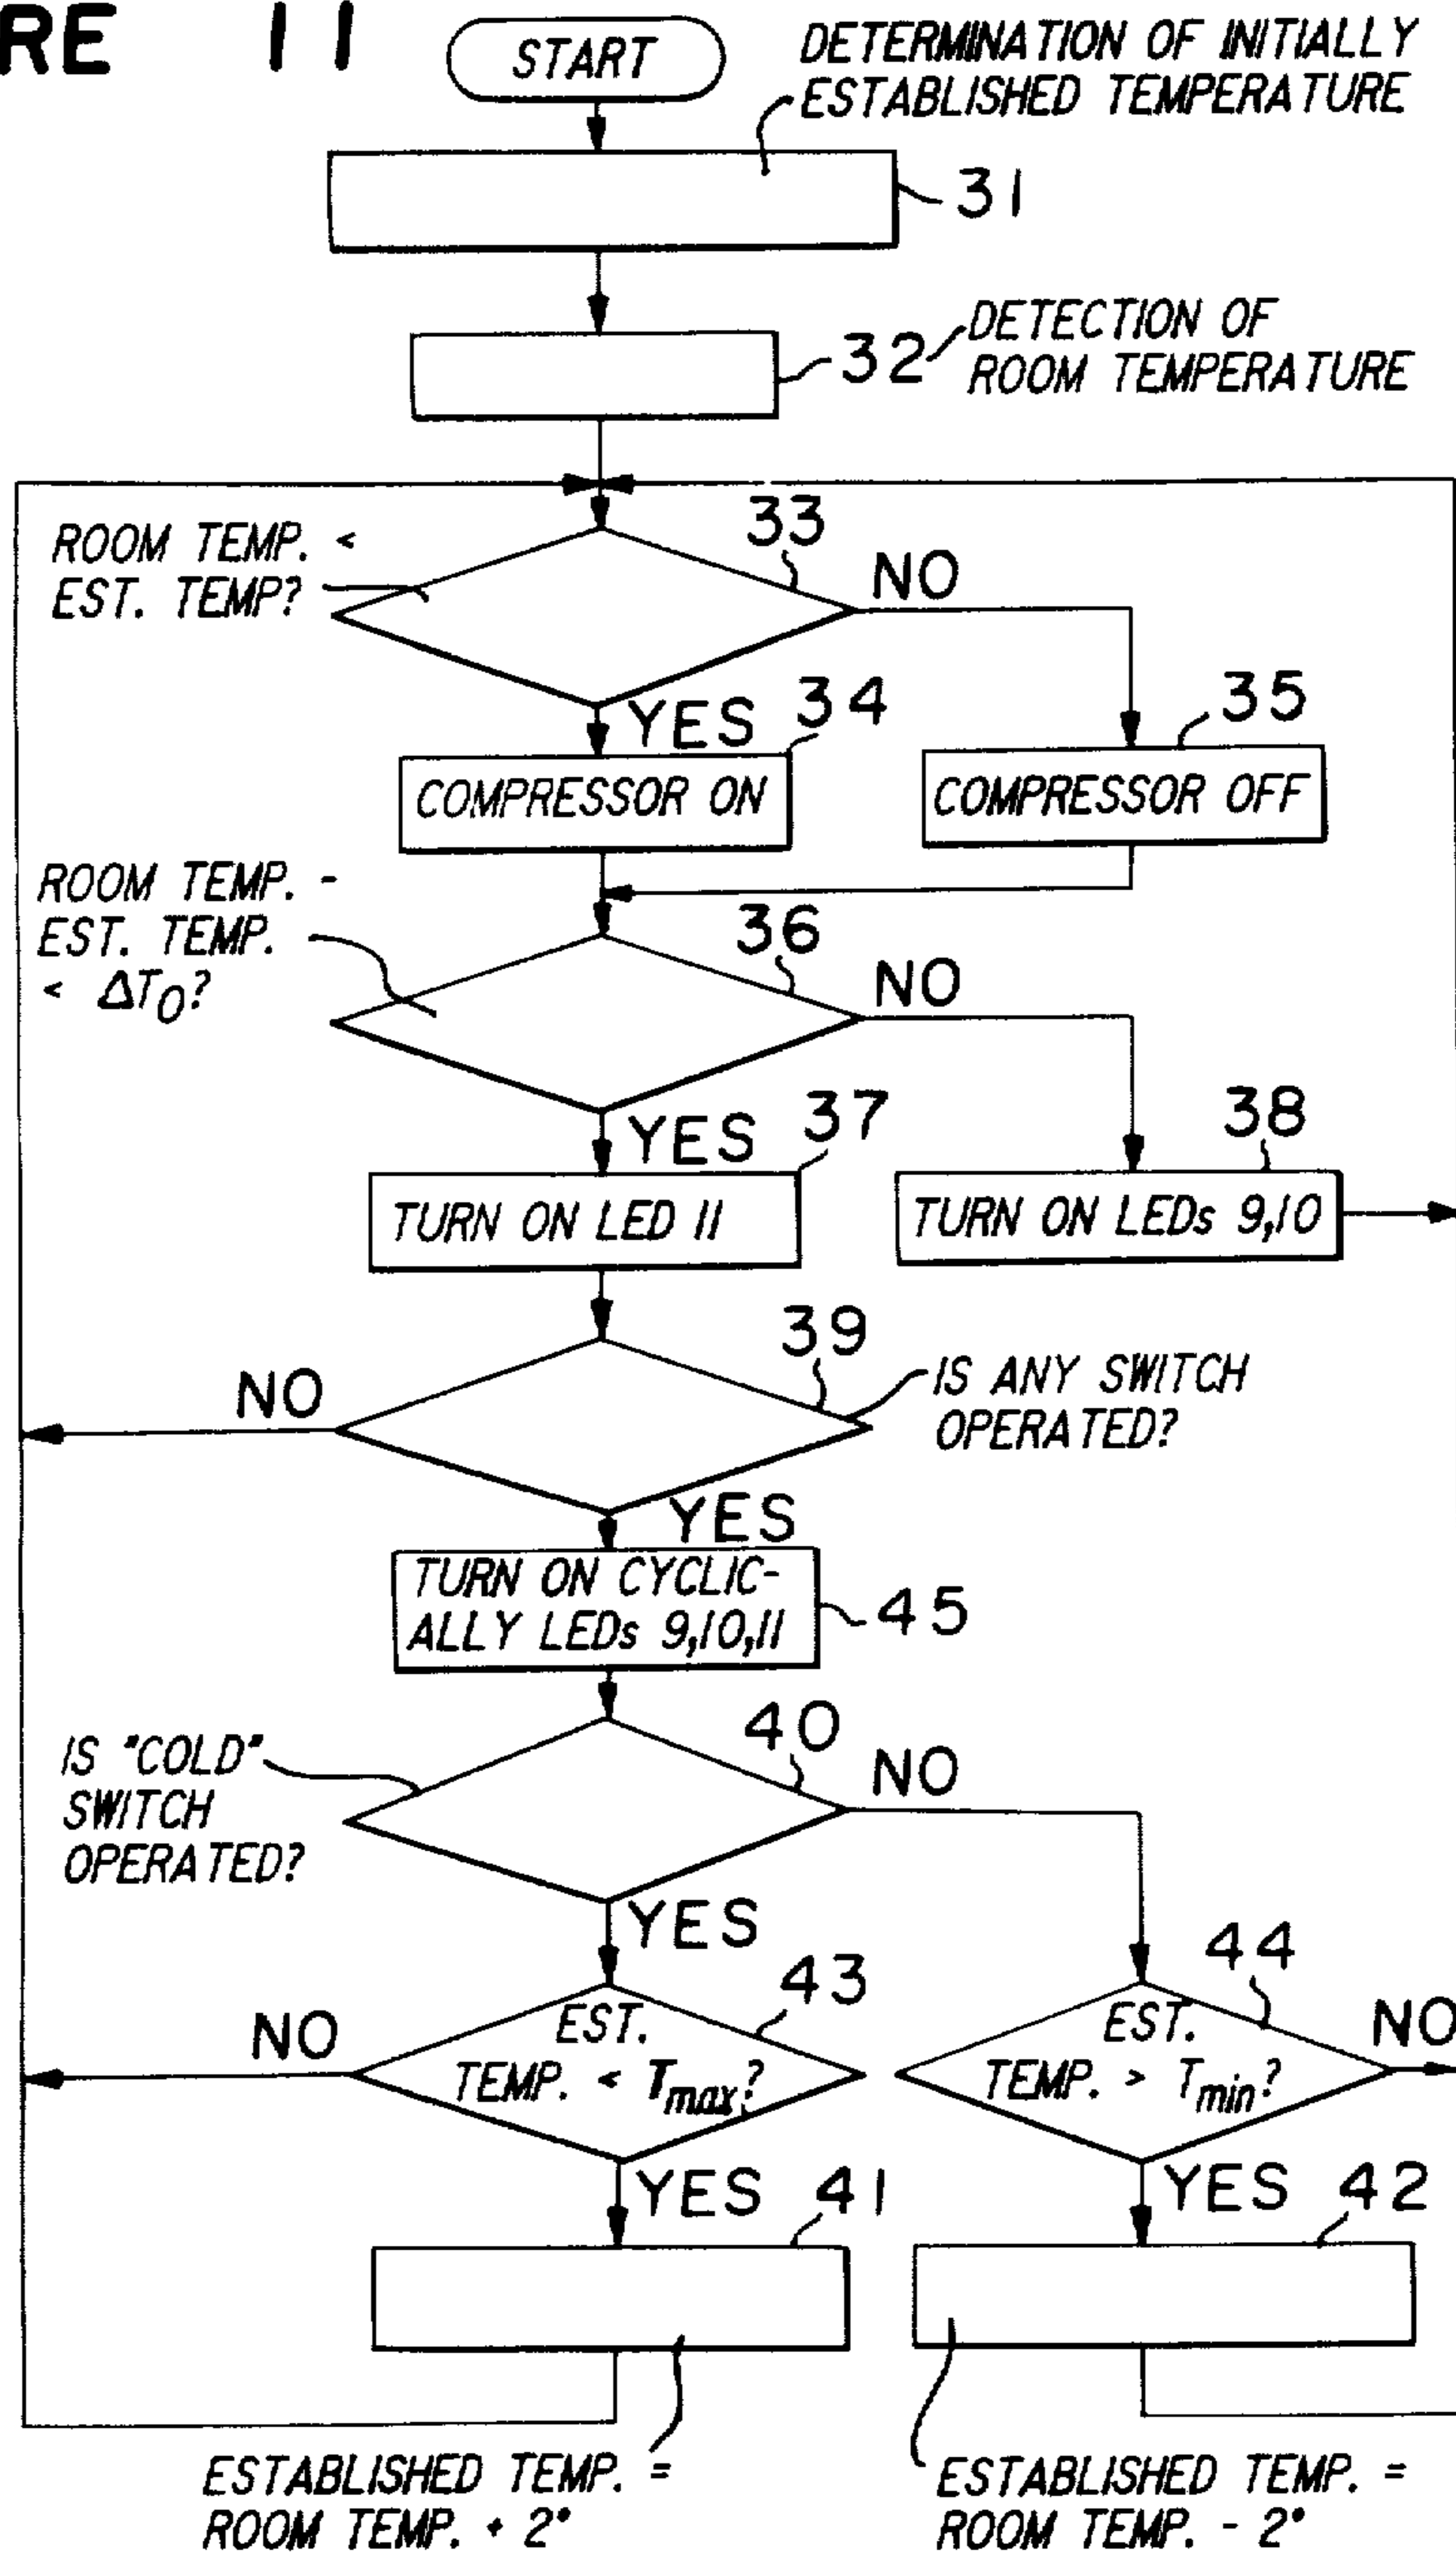 RE 11
START
DETERMINATION OF INITIALLY
ESTABLISHED TEMPERATURE
31
32
DETECTION OF
ROOM TEMPERATURE
ROOM TEMP. <
EST. TEMP?
33
NO
YES
34
35
COMPRESSOR ON
COMPRESSOR OFF
ROOM TEMP. -
EST. TEMP.
< ΔTO?
36
NO
YES
37
38
TURN ON LED 11
TURN ON LEDs 9,10
39
NO
IS ANY SWITCH
OPERATED?
YES
TURN ON CYCLIC-
ALLY LEDs 9,10,11
45
IS "COLD"
SWITCH
OPERATED?
40
NO
YES
43
44
NO
EST.
TEMP. < Tmax?
EST.
TEMP. > Tmin?
NO
YES
41
YES
42
ESTABLISHED TEMP. =
ROOM TEMP. + 2°
ESTABLISHED TEMP. =
ROOM TEMP. - 2°